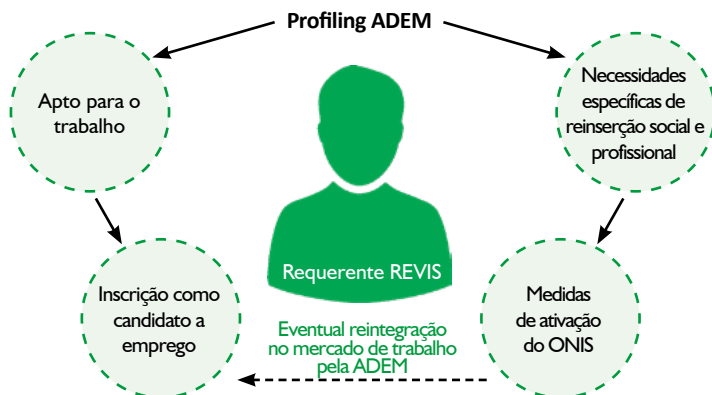 Profiling ADEM
Apto para o
trabalho
Necessidades
específicas de
reinserção social e
profissional
Requerente REVIS
Inscrição como
candidato a
emprego
Eventual reintegração
no mercado de trabalho
pela ADEM
Medidas
de ativação
do ONIS